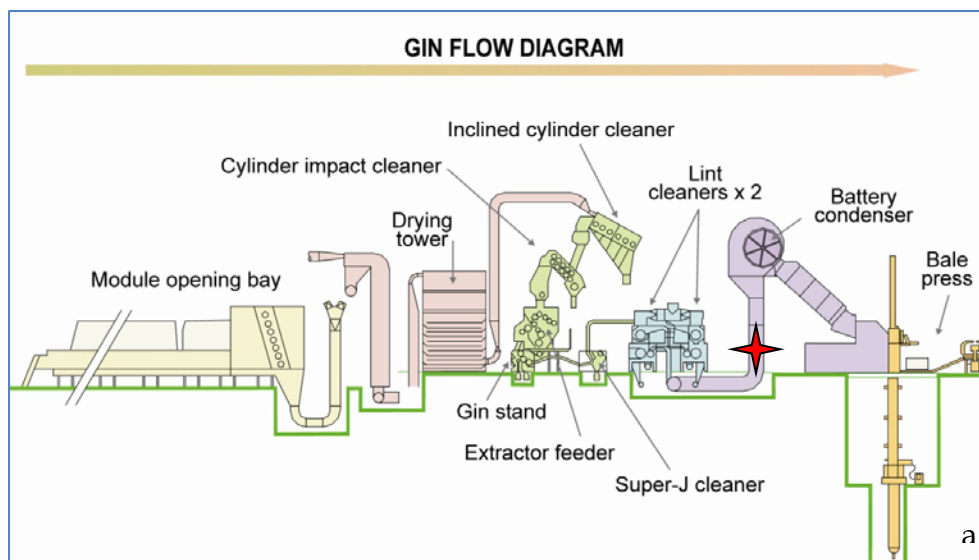 GIN FLOW DIAGRAM
Inclined cylinder cleaner
Cylinder impact cleaner
Lint
cleaners x 2
Battery
condenser
Drying
tower
Bale
press
Module opening bay
Gin stand
Extractor feeder
Super-J cleaner
a